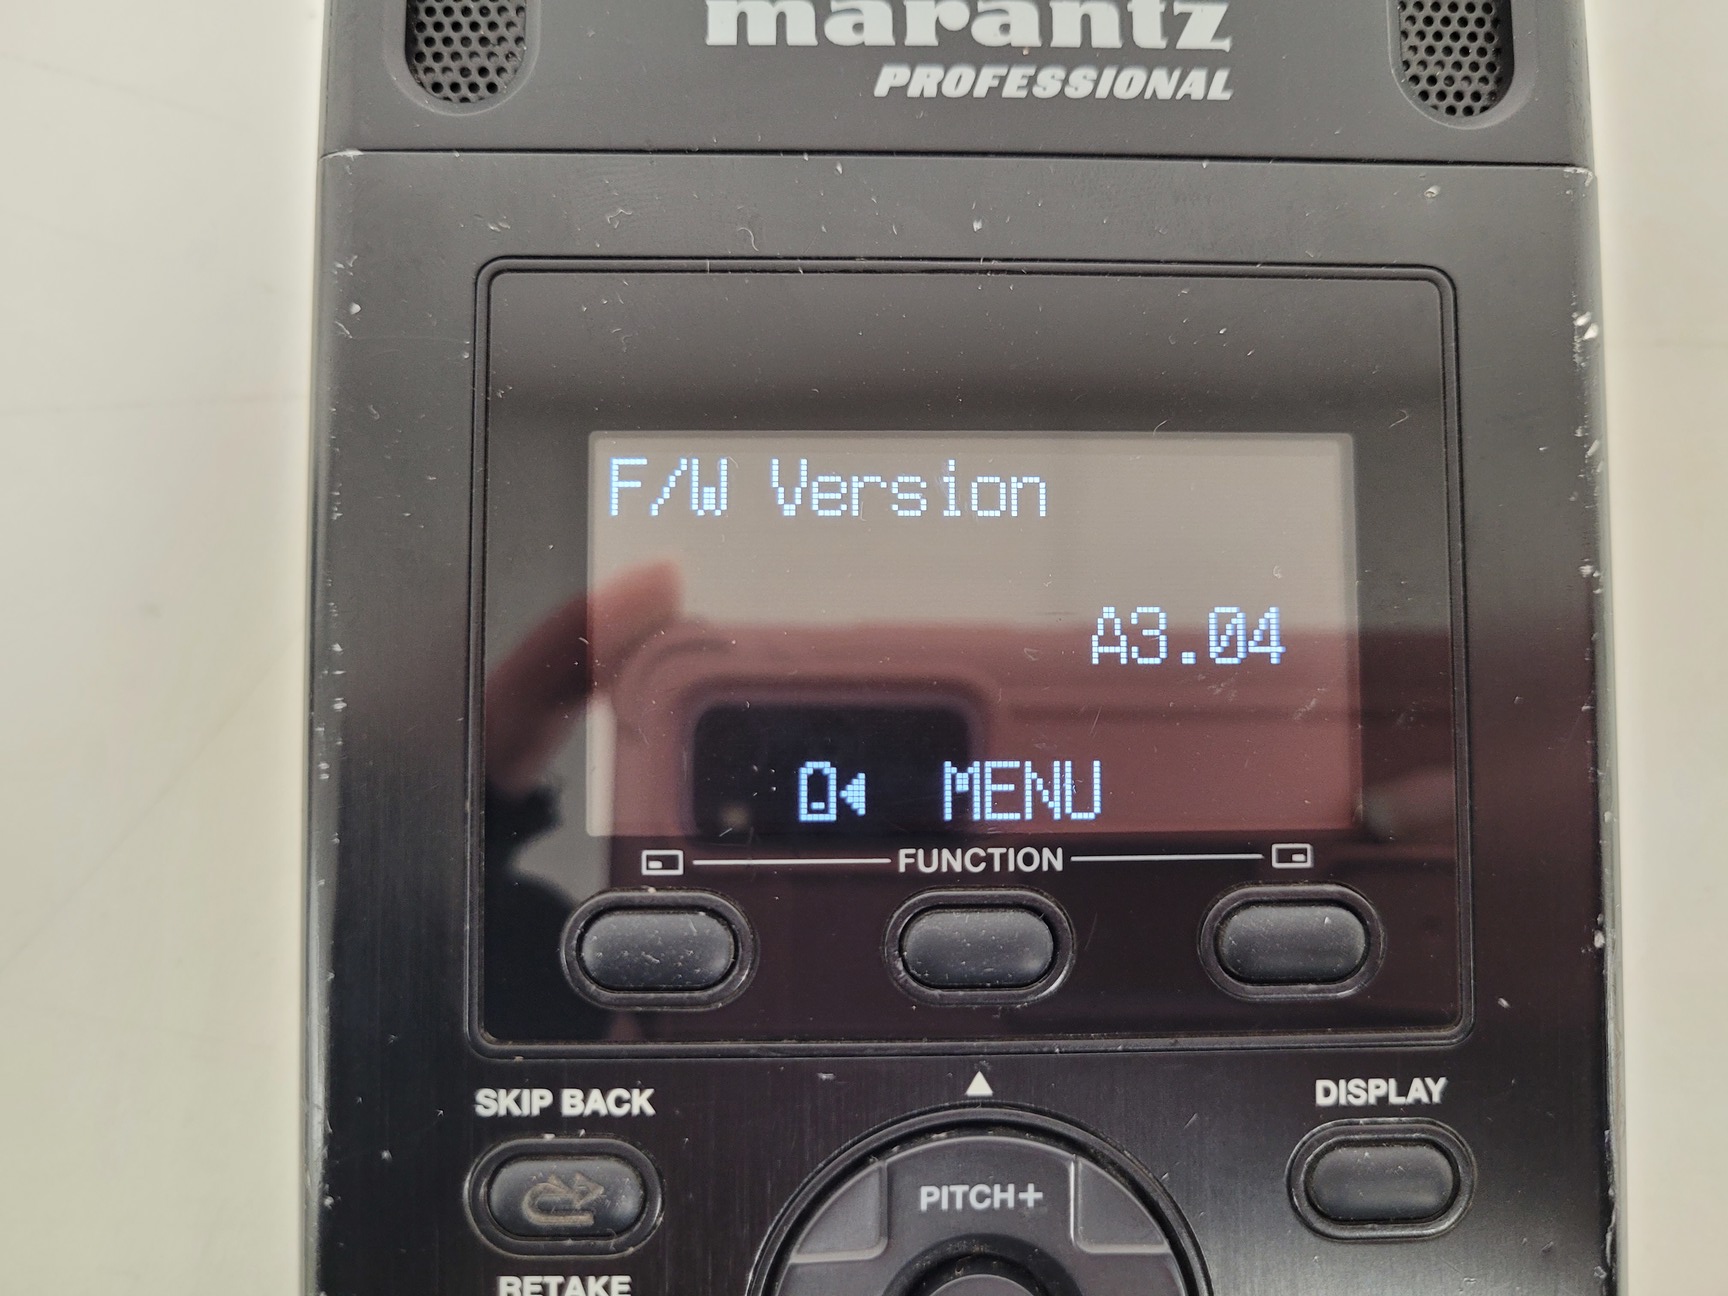 marantz
PROFESSIONAL
F/W Version
A3.04
MENU
FUNCTION
SKIP BACK
DISPLAY
PITCH+
RETAKE